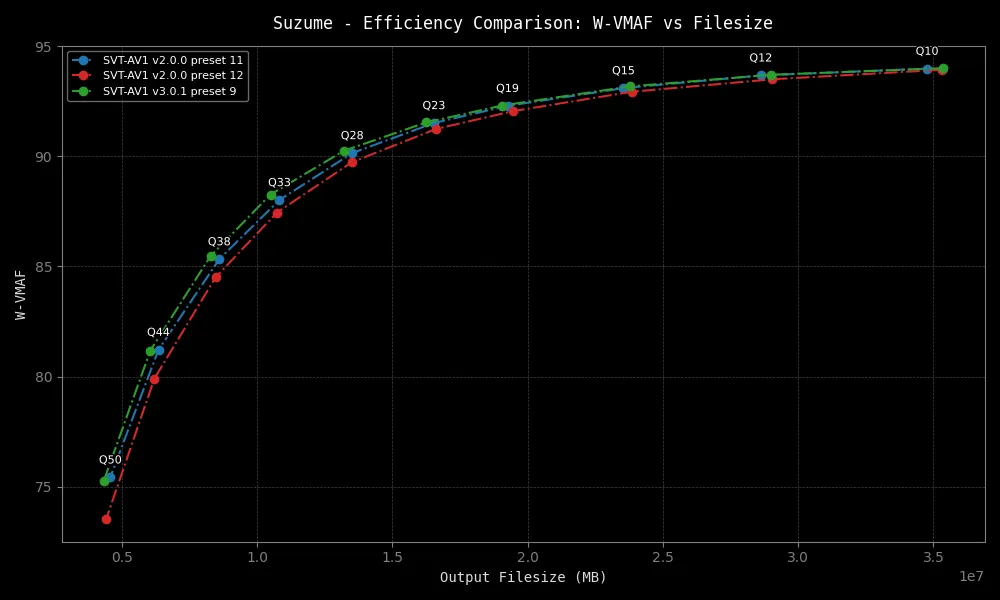 Suzume - Efficiency Comparison: W-VMAF vs Filesize
SVT-AV1 v2.0.0 preset 11
SVT-AV1 v2.0.0 preset 12
SVT-AV1 v3.0.1 preset 9
Q10
Q12
Q15
Q19
Q23
Q28
Q33
Q38
Q44
Q50
95
90
85
80
75
W-VMAF
0.5 1.0 1.5 2.0 2.5 3.0 3.5
1e7
Output Filesize (MB)